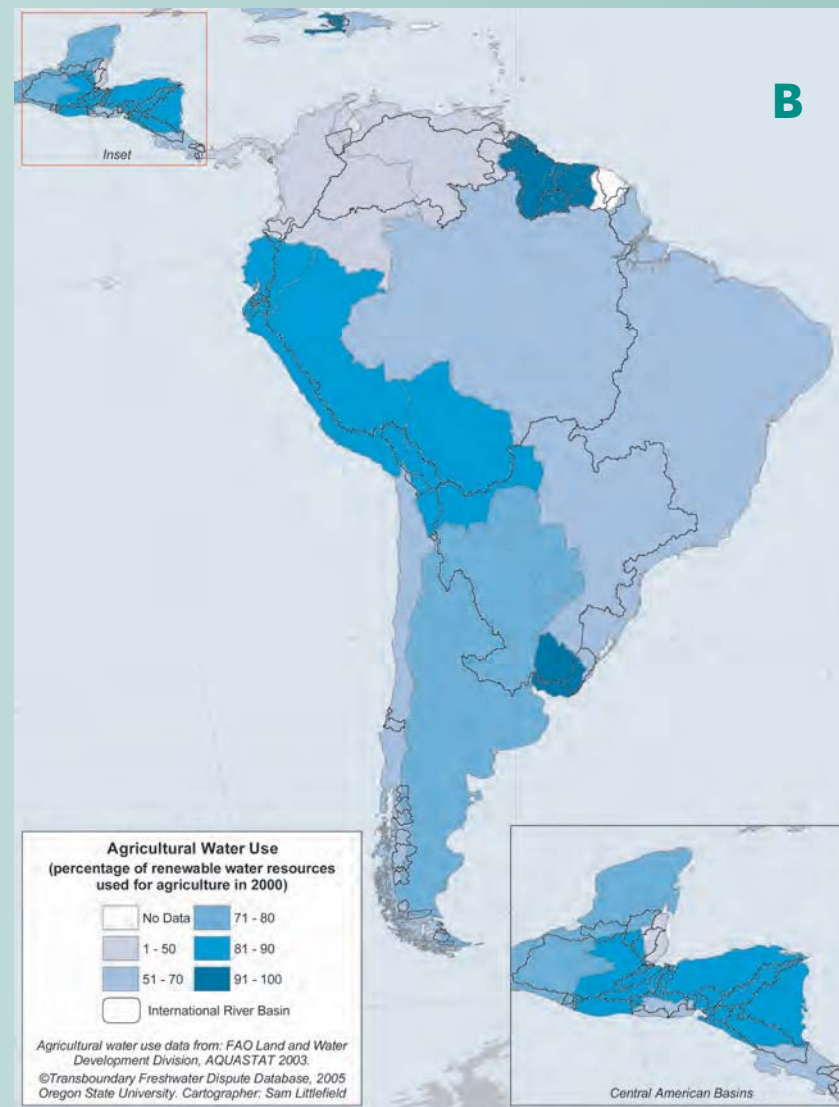 B
Inset
Agricultural Water Use
(percentage of renewable water resources
used for agriculture in 2000)
No Data
71 - 80
1 - 50
81 - 90
51 - 70
91 - 100
International River Basin
Agricultural water use data from: FAO Land and Water
Development Division, AQUASTAT 2003.
©Transboundary Freshwater Dispute Database, 2005
Oregon State University. Cartographer: Sam Littlefield
Central American Basins